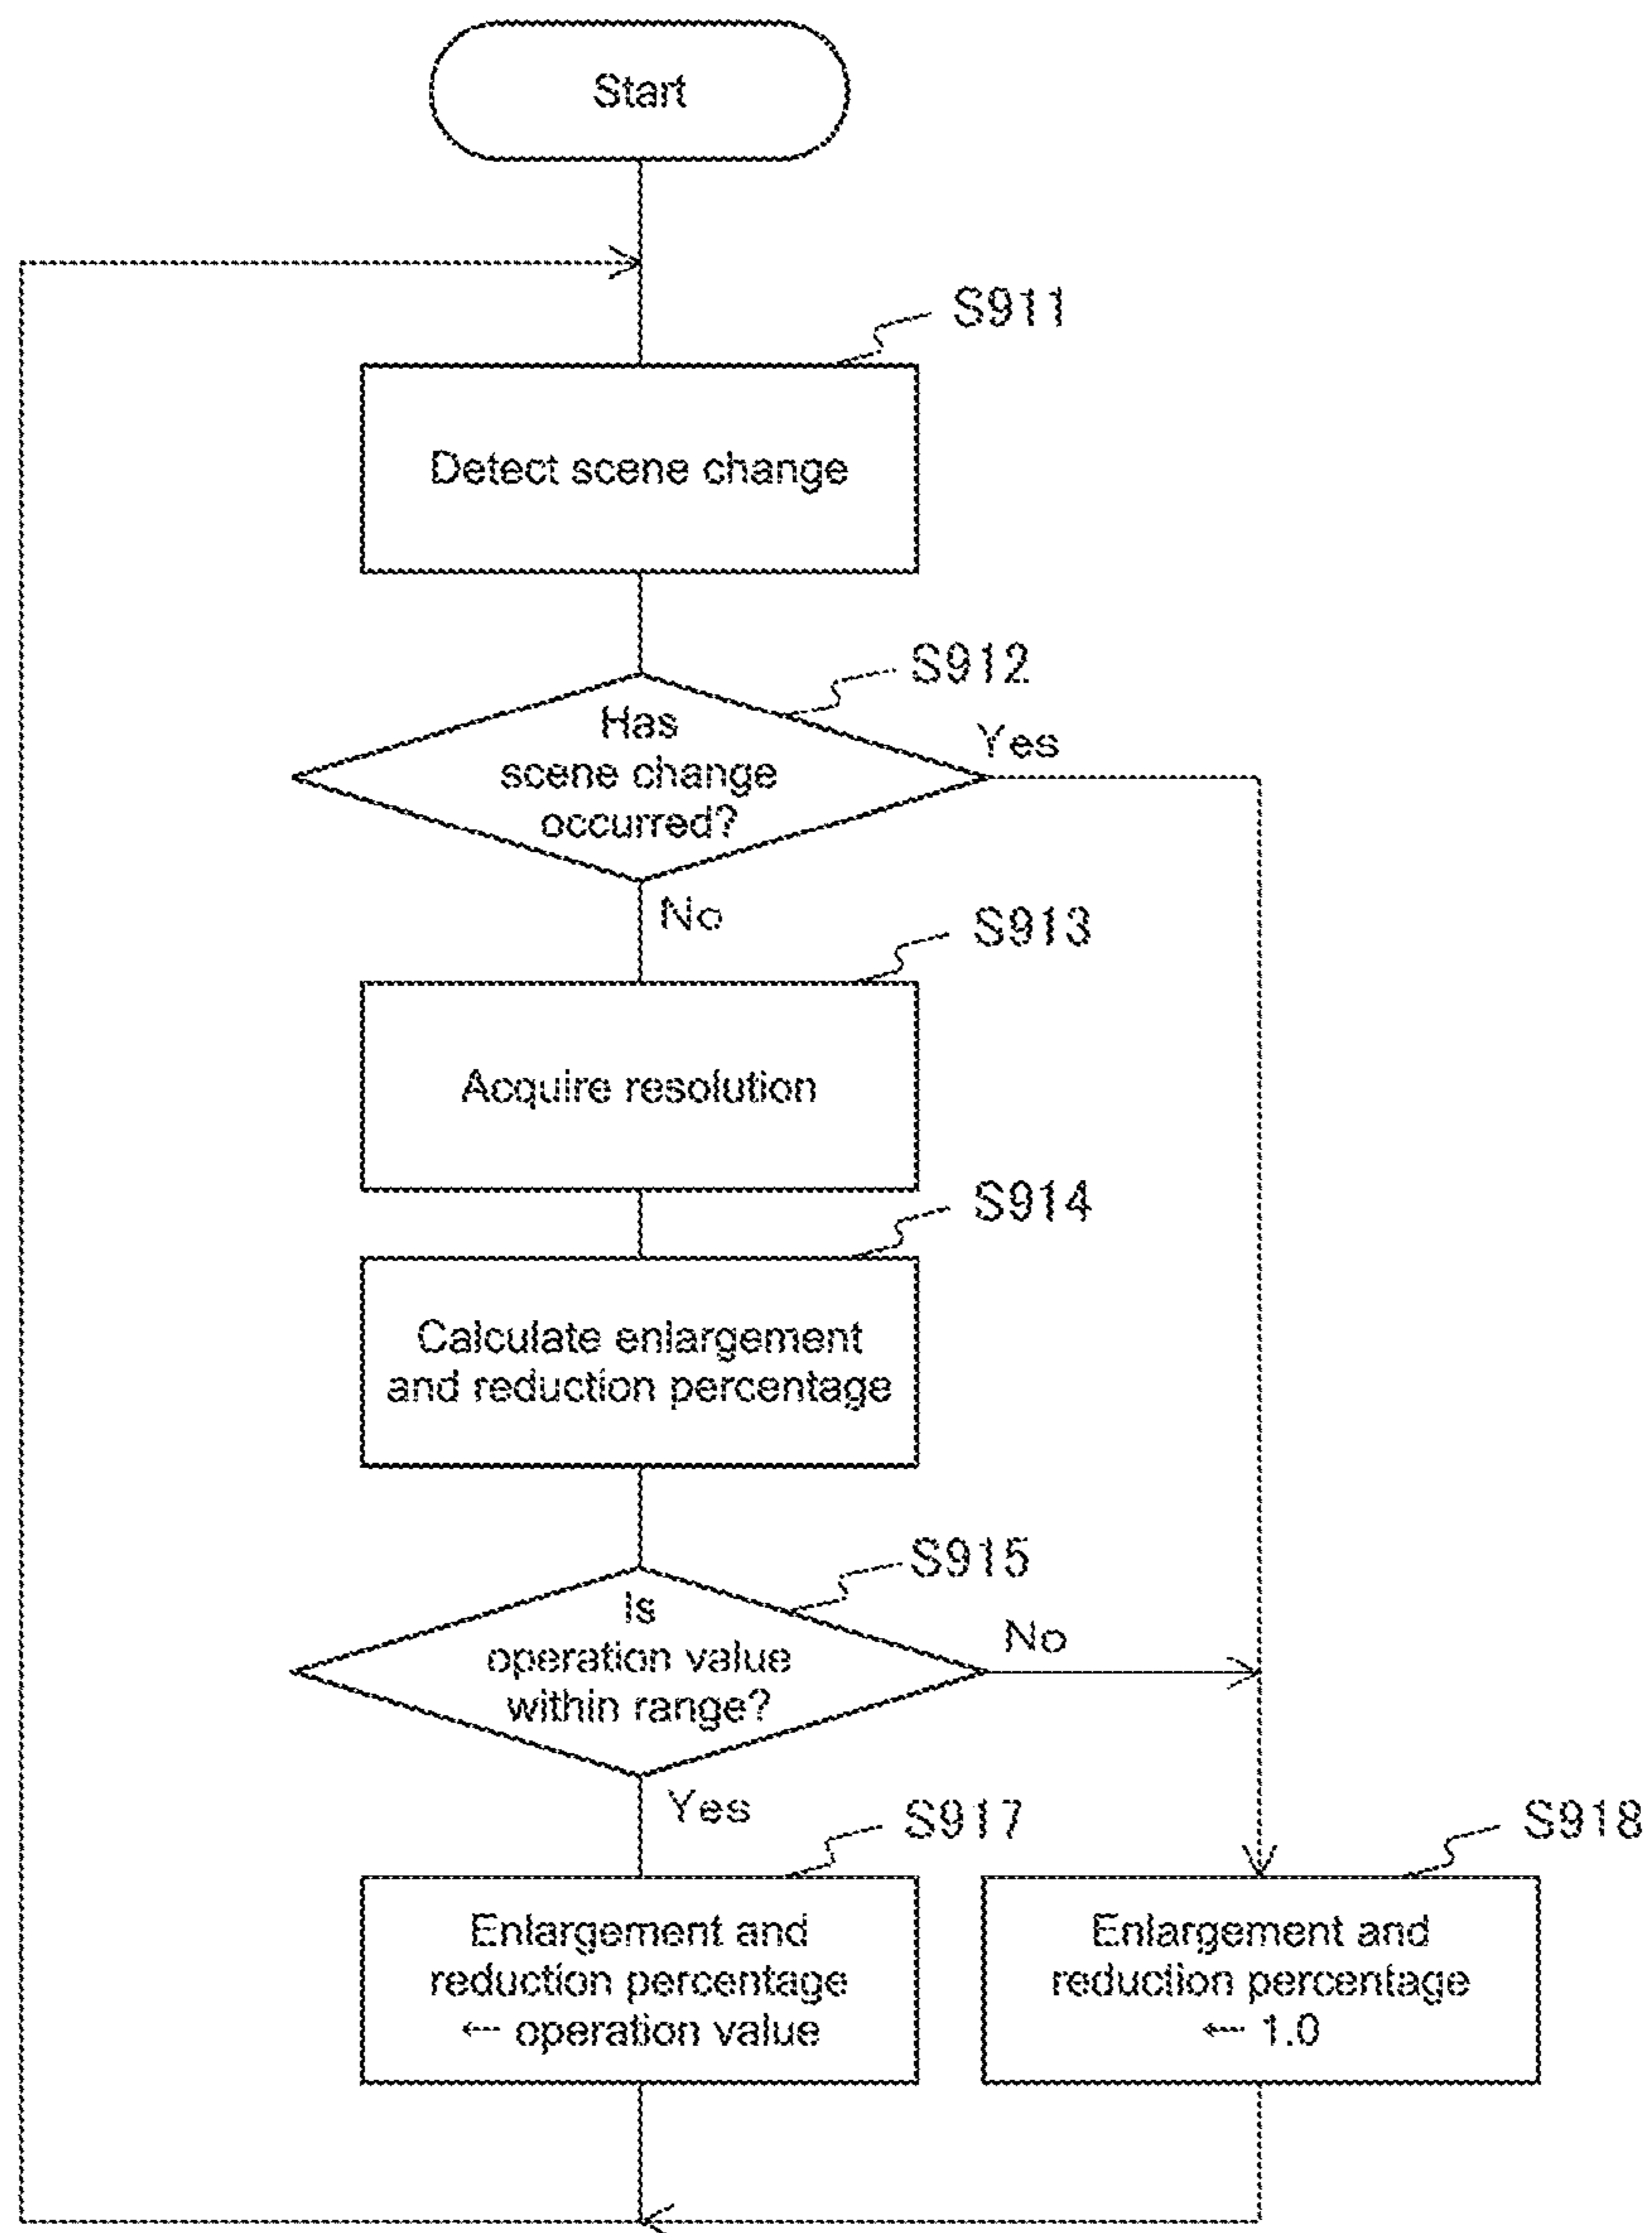 Start
S911
Detect scene change
S912
Has
scene change
occurred?
Yes
No
S913
Acquire resolution
S914
Calculate enlargement
and reduction percentage
S915
Is
operation value
within range?
No
Yes
S917
Enlargement and
reduction percentage
← operation value
S918
Enlargement and
reduction percentage
← 1.0